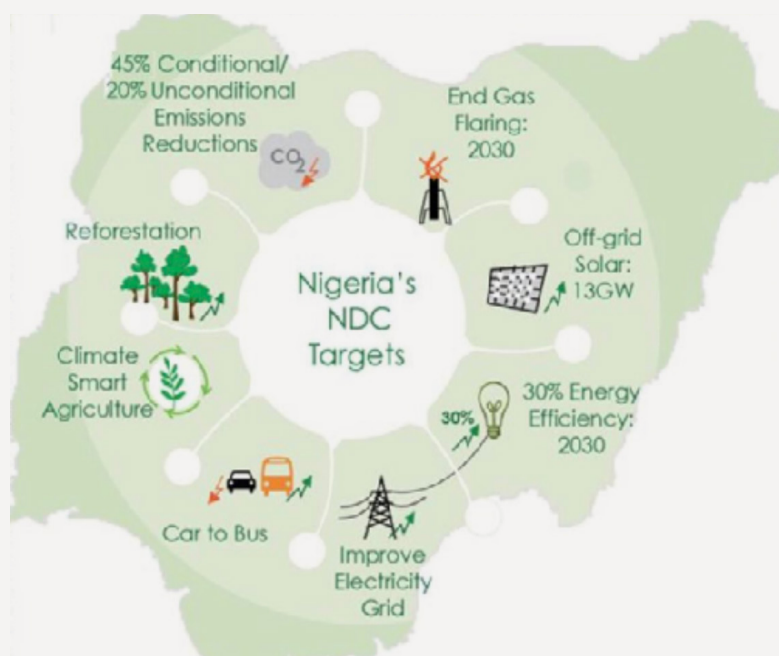 45% Conditional/
20% Unconditional
Emissions
Reductions
CO2
End Gas
Flaring:
2030
Off-grid
Solar:
13GW
30% Energy
Efficiency:
2030
30%
Improve
Electricity
Grid
Car to Bus
Climate
Smart
Agriculture
Reforestation
Nigeria's
NDC
Targets